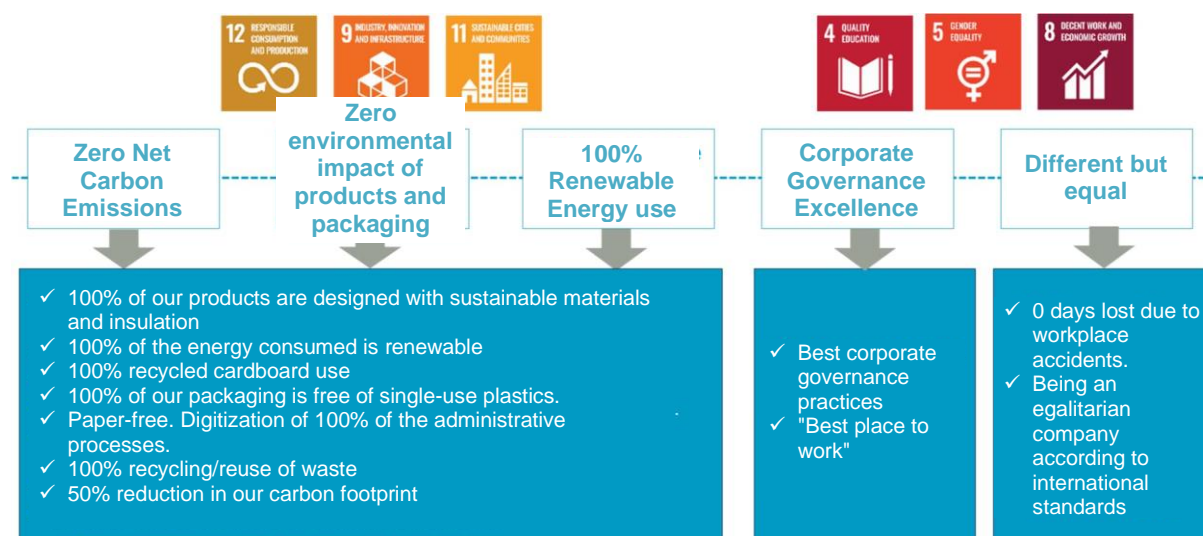 12 RESPONSIBLE
CONSUMPTION
AND PRODUCTION
9 INDUSTRY, INNOVATION
AND INFRASTRUCTURE
11 SUSTAINABLE CITIES
AND COMMUNITIES
4 QUALITY
EDUCATION
5 GENDER
EQUALITY
8 DECENT WORK AND
ECONOMIC GROWTH
Zero Net
Carbon
Emissions
Zero
environmental
impact of
products and
packaging
100%
Renewable
Energy use
Corporate
Governance
Excellence
Different but
equal
✓ 100% of our products are designed with sustainable materials
and insulation
✓ 100% of the energy consumed is renewable
✓ 100% recycled cardboard use
✓ 100% of our packaging is free of single-use plastics.
✓ Paper-free. Digitization of 100% of the administrative
processes.
✓ 100% recycling/reuse of waste
✓ 50% reduction in our carbon footprint
✓ Best corporate
governance
practices
✓ "Best place to
work"
✓ 0 days lost due to
workplace
accidents.
✓ Being an
egalitarian
company
according to
international
standards